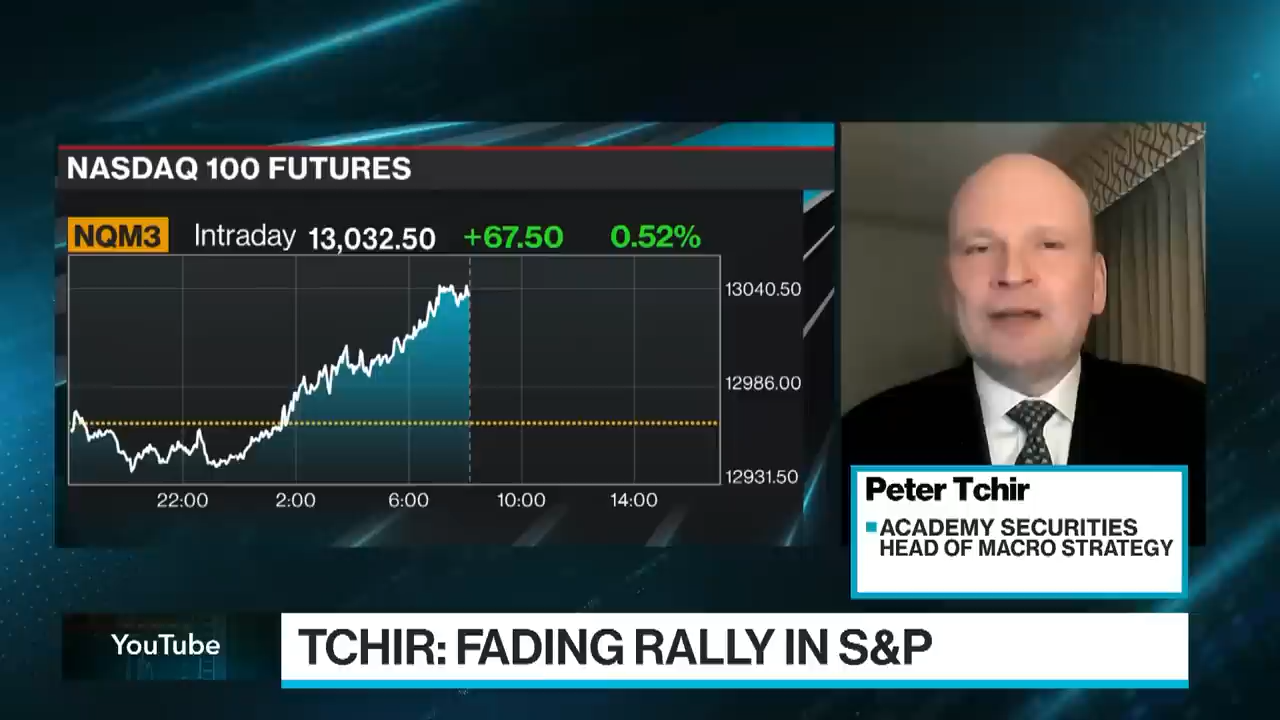 NASDAQ 100 FUTURES
NQM3 Intraday 13,032.50 +67.50 0.52%
13040.50
12986.00
12931.50
22:00 2:00 6:00 10:00 14:00
Peter Tchir
ACADEMY SECURITIES
HEAD OF MACRO STRATEGY
YouTube
TCHIR: FADING RALLY IN S&P